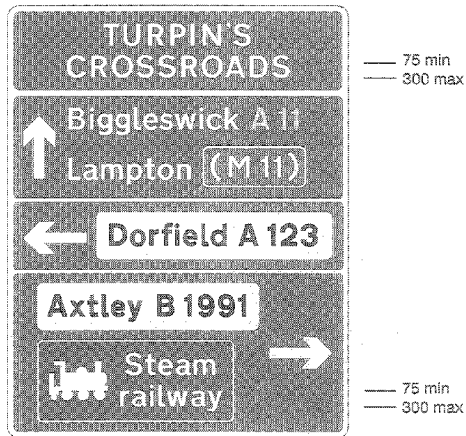 TURPIN'S
CROSSROADS
75 min
300 max
Biggleswick A 11
Lampton (M 11)
Dorfield A 123
Axtley B 1991
Steam
railway
75 min
300 max